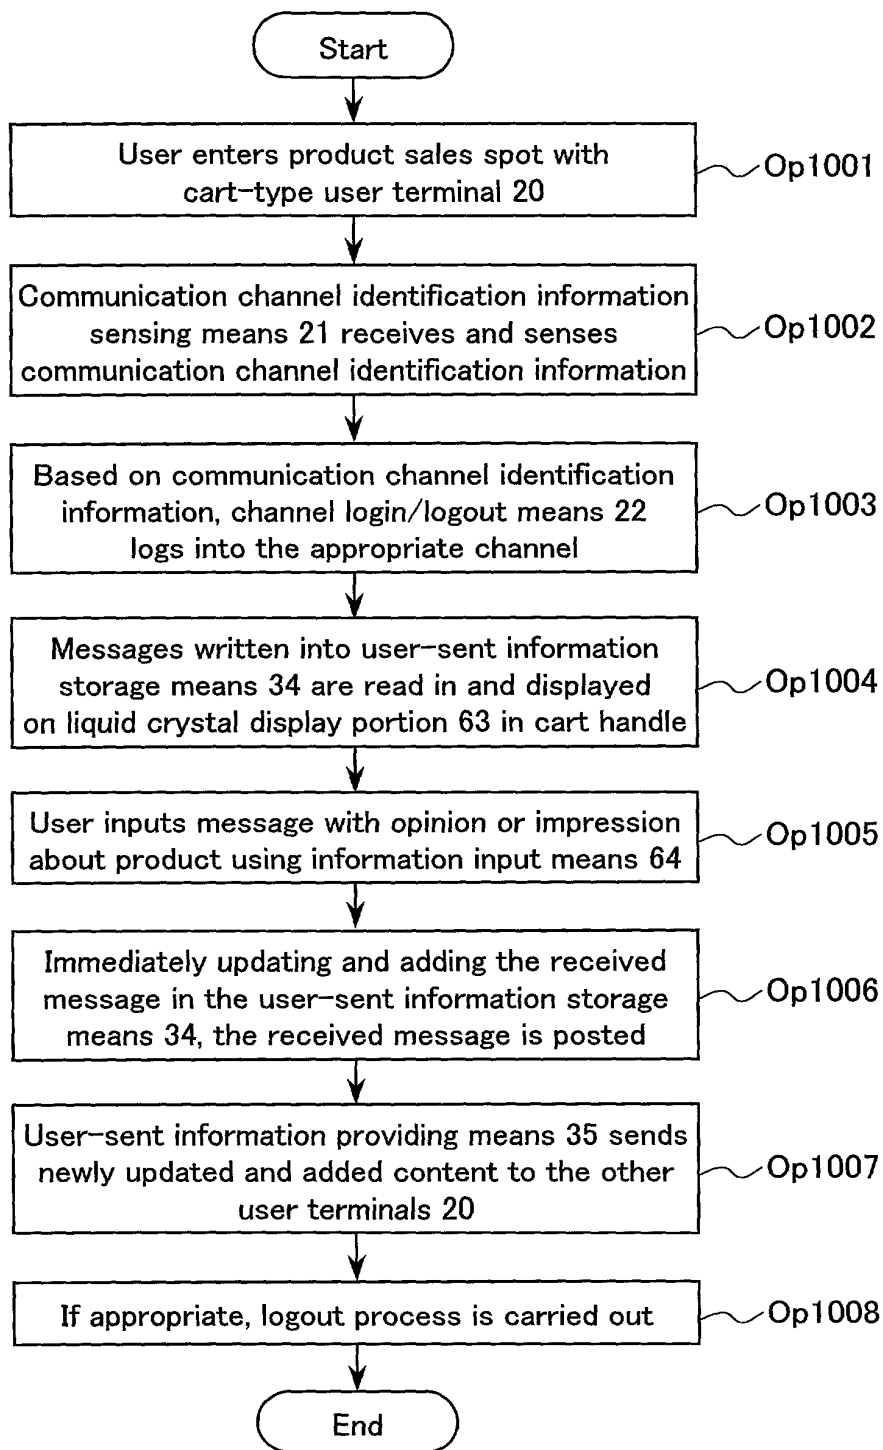 Start
User enters product sales spot with
cart-type user terminal 20
Op1001
Communication channel identification information
sensing means 21 receives and senses
communication channel identification information
Op1002
Based on communication channel identification
information, channel login/logout means 22
logs into the appropriate channel
Op1003
Messages written into user-sent information
storage means 34 are read in and displayed
on liquid crystal display portion 63 in cart handle
Op1004
User inputs message with opinion or impression
about product using information input means 64
Op1005
Immediately updating and adding the received
message in the user-sent information storage
means 34, the received message is posted
Op1006
User-sent information providing means 35 sends
newly updated and added content to the other
user terminals 20
Op1007
If appropriate, logout process is carried out
Op1008
End